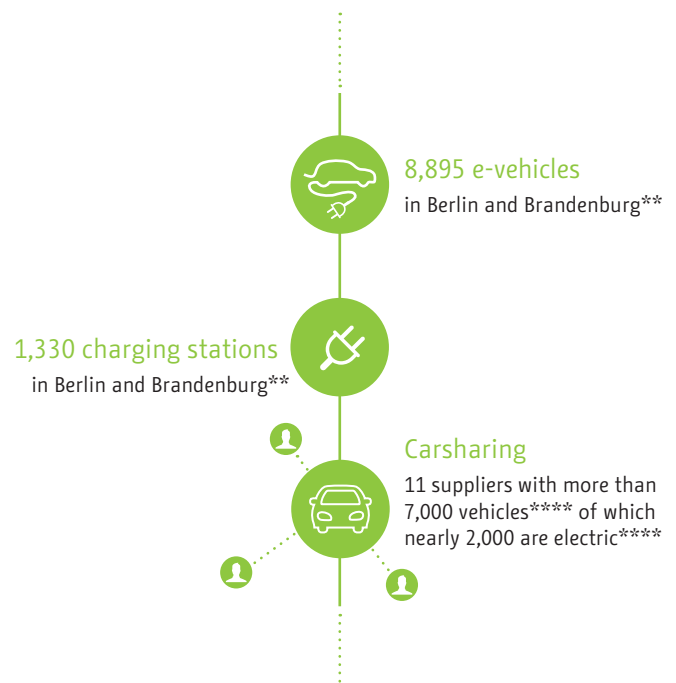 8,895 e-vehicles
in Berlin and Brandenburg**
1,330 charging stations
in Berlin and Brandenburg**
Carsharing
11 suppliers with more than
7,000 vehicles**** of which
nearly 2,000 are electric****